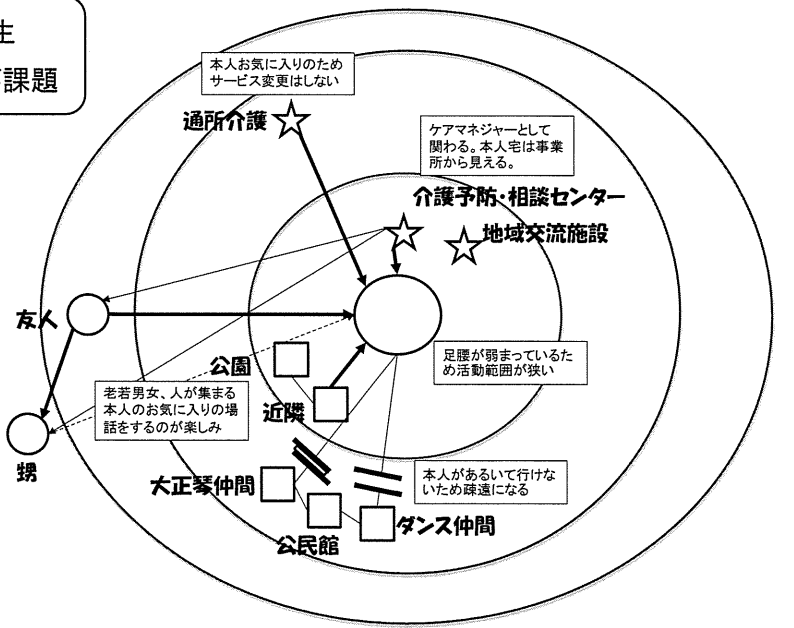 生
課題
本人お気に入りのため
サービス変更はしない
通所介護
ケアマネジャーとして
関わる。本人宅は事業
所から見える。
介護予防・相談センター
地域交流施設
友人
公園
足腰が弱まっているた
め活動範囲が狭い
老若男女、人が集まる
本人のお気に入りの場
話をするのが楽しみ
近隣
甥
大正琴仲間
本人があるいて行けな
いため疎遠になる
ダンス仲間
公民館